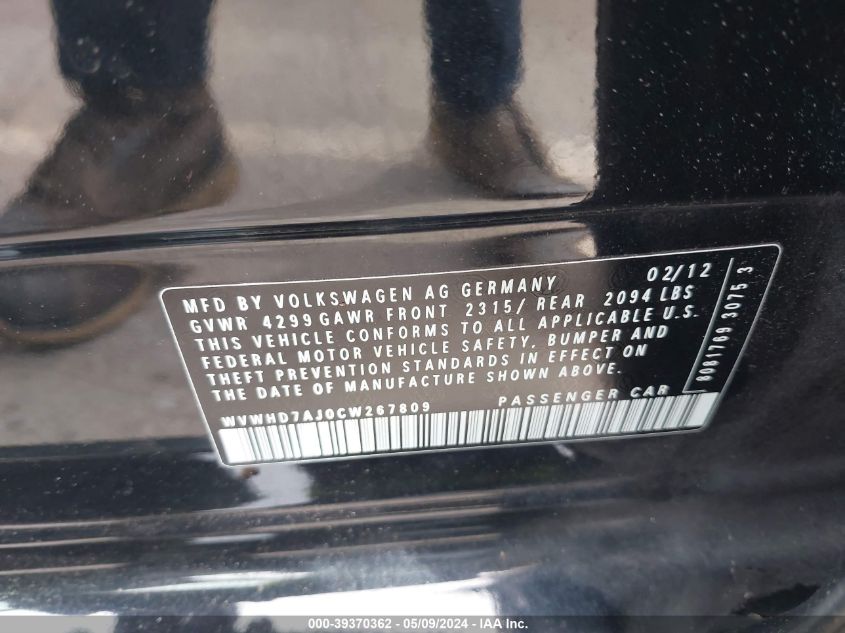 02/12
MFD BY VOLKSWAGEN AG GERMANY
GVWR 4299 GAWR FRONT 2315/ REAR 2094 LBS
THIS VEHICLE CONFORMS TO ALL APPLICABLE U.S.
FEDERAL MOTOR VEHICLE SAFETY, BUMPER AND
THEFT PREVENTION STANDARDS IN EFFECT ON
THE DATE OF MANUFACTURE SHOWN ABOVE.
WVWHD7AJ0CW267809 PASSENGER CAR
8081769 3075 3
000-39370362 - 05/09/2024 - IAA Inc.